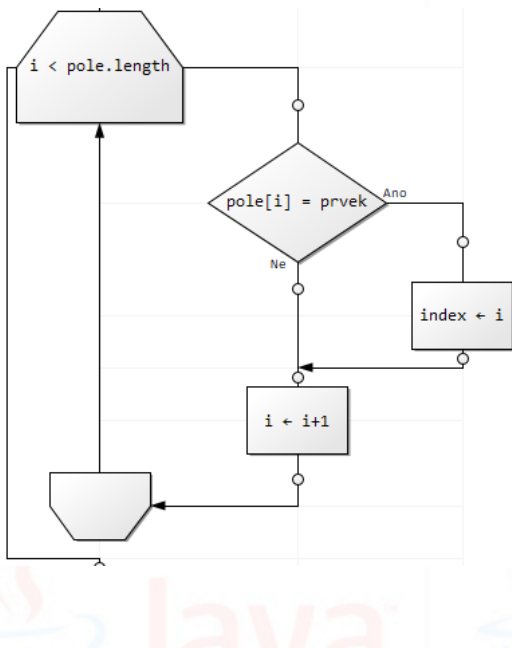 i < pole.length
pole[i] = prvek
Ano
Ne
index ← i
i ← i+1
Java